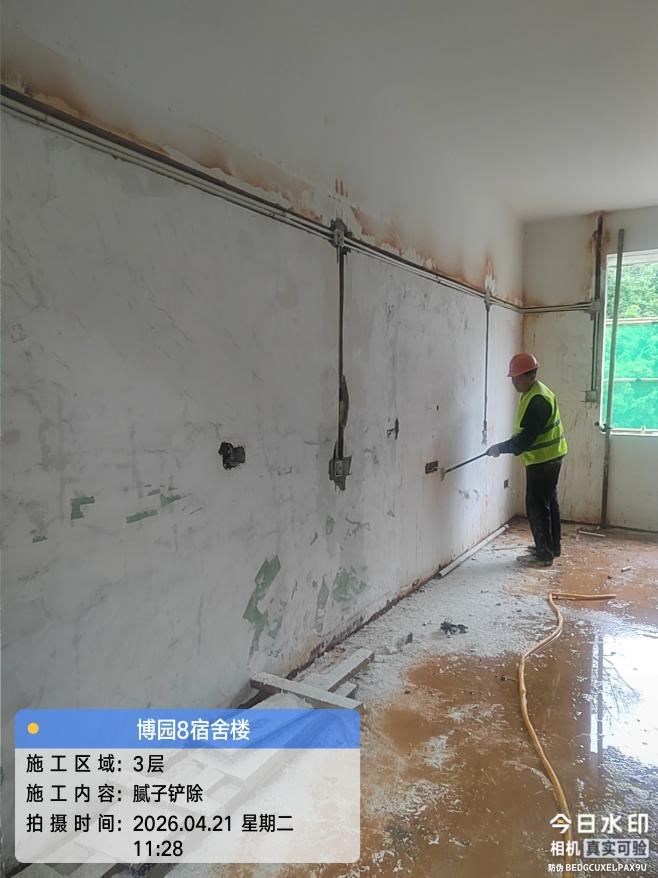 博园8宿舍楼
施工区域：3层
施工内容：腻子铲除
拍摄时间：2026.04.21 星期二
11:28
今日水印
相机 真实可验
防伪 BEDGCUXELPAX9U